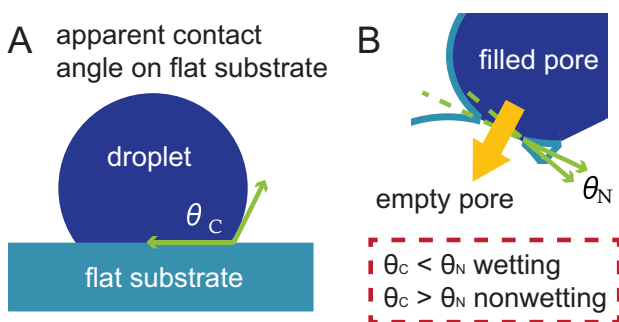 A apparent contact
angle on flat substrate
droplet
θC
flat substrate
B
filled pore
empty pore
θN
θC < θN wetting
θC > θN nonwetting